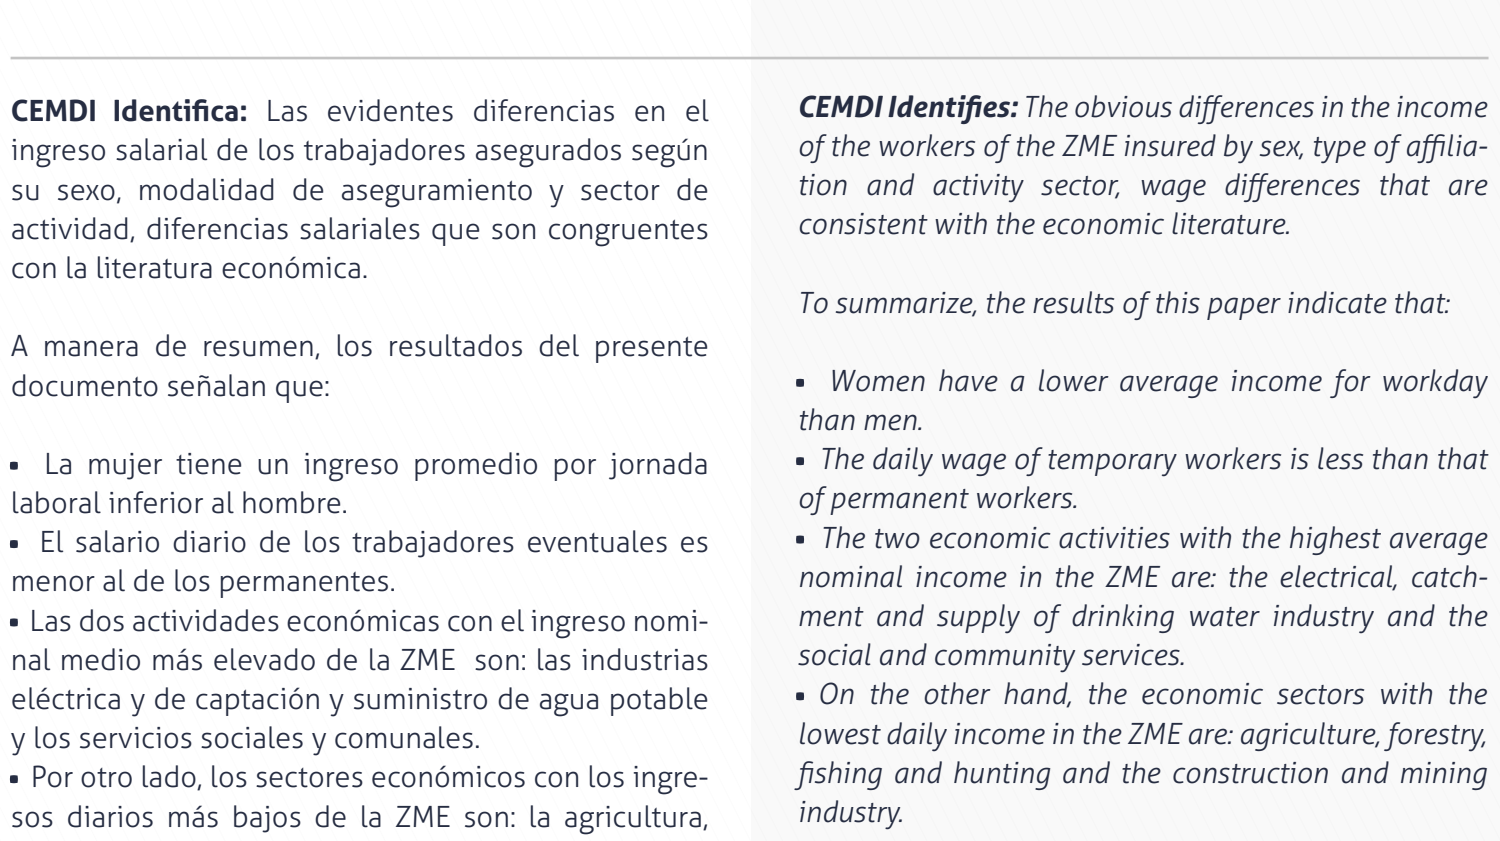 CEMDI Identifica: Las evidentes diferencias en el
ingreso salarial de los trabajadores asegurados según
su sexo, modalidad de aseguramiento y sector de
actividad, diferencias salariales que son congruentes
con la literatura económica.
A manera de resumen, los resultados del presente
documento señalan que:
▪ La mujer tiene un ingreso promedio por jornada
laboral inferior al hombre.
▪ El salario diario de los trabajadores eventuales es
menor al de los permanentes.
▪ Las dos actividades económicas con el ingreso nomi-
nal medio más elevado de la ZME son: las industrias
eléctrica y de captación y suministro de agua potable
y los servicios sociales y comunales.
▪ Por otro lado, los sectores económicos con los ingre-
sos diarios más bajos de la ZME son: la agricultura,
CEMDI Identifies: The obvious differences in the income
of the workers of the ZME insured by sex, type of affilia-
tion and activity sector, wage differences that are
consistent with the economic literature.
To summarize, the results of this paper indicate that:
▪ Women have a lower average income for workday
than men.
▪ The daily wage of temporary workers is less than that
of permanent workers.
▪ The two economic activities with the highest average
nominal income in the ZME are: the electrical, catch-
ment and supply of drinking water industry and the
social and community services.
▪ On the other hand, the economic sectors with the
lowest daily income in the ZME are: agriculture, forestry,
fishing and hunting and the construction and mining
industry.